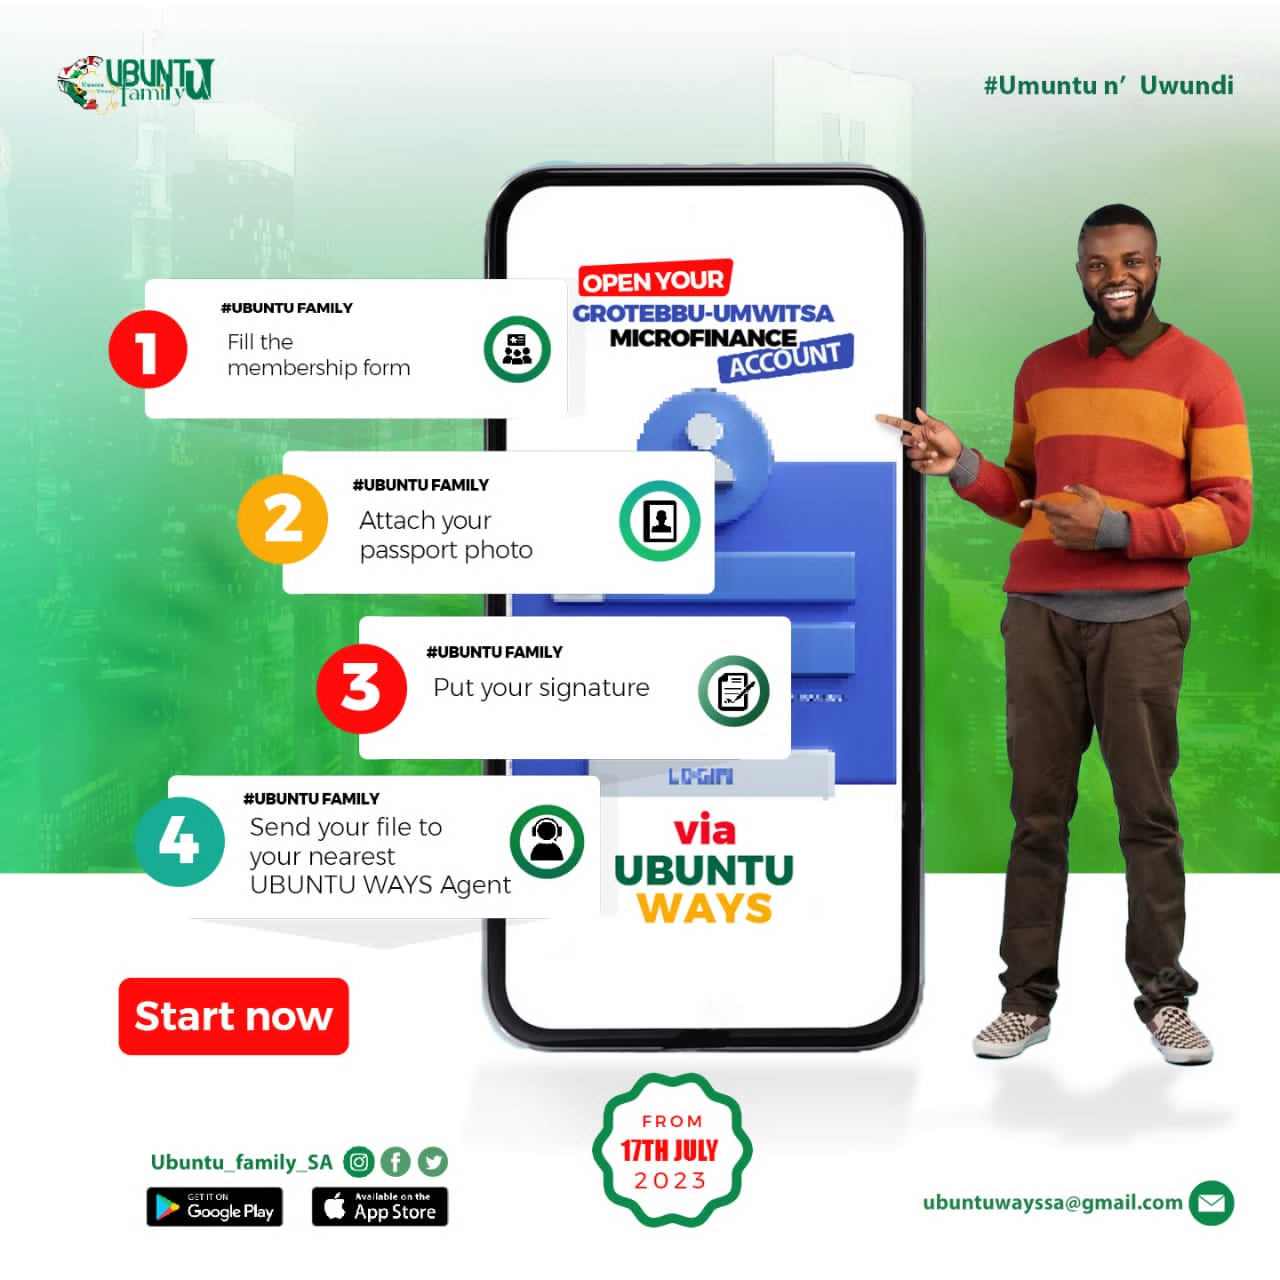 UBUNTU
family
#Umuntu n' Uwundi
OPEN YOUR
GROTEBBU-UMWITSA
MICROFINANCE
ACCOUNT
1
#UBUNTU FAMILY
Fill the
membership form
2
#UBUNTU FAMILY
Attach your
passport photo
3
#UBUNTU FAMILY
Put your signature
4
#UBUNTU FAMILY
Send your file to
your nearest
UBUNTU WAYS Agent
LOGIN
via
UBUNTU
WAYS
Start now
FROM
17TH JULY
2023
Ubuntu_family_SA
GET IT ON
Google Play
Available on the
App Store
ubuntuwayssa@gmail.com